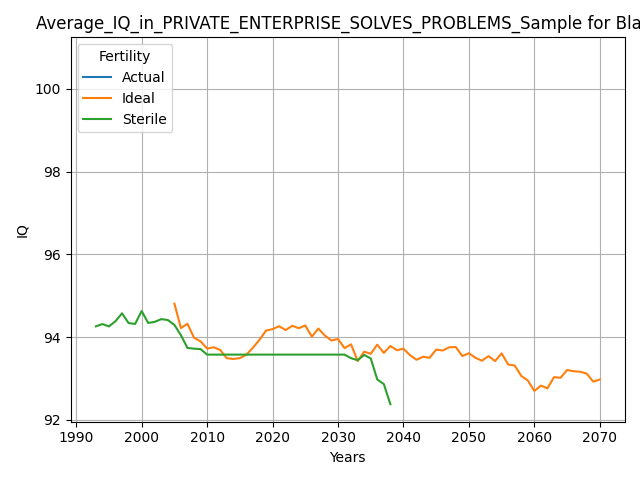 Average_IQ_in_PRIVATE_ENTERPRISE_SOLVES_PROBLEMS_Sample for Bla
Fertility
Actual
Ideal
Sterile
100
98
96
94
92
IQ
1990 2000 2010 2020 2030 2040 2050 2060 2070
Years